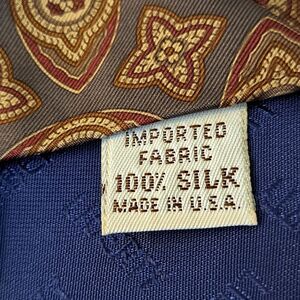 IMPORTED
FABRIC
100% SILK
MADE IN U.S.A.